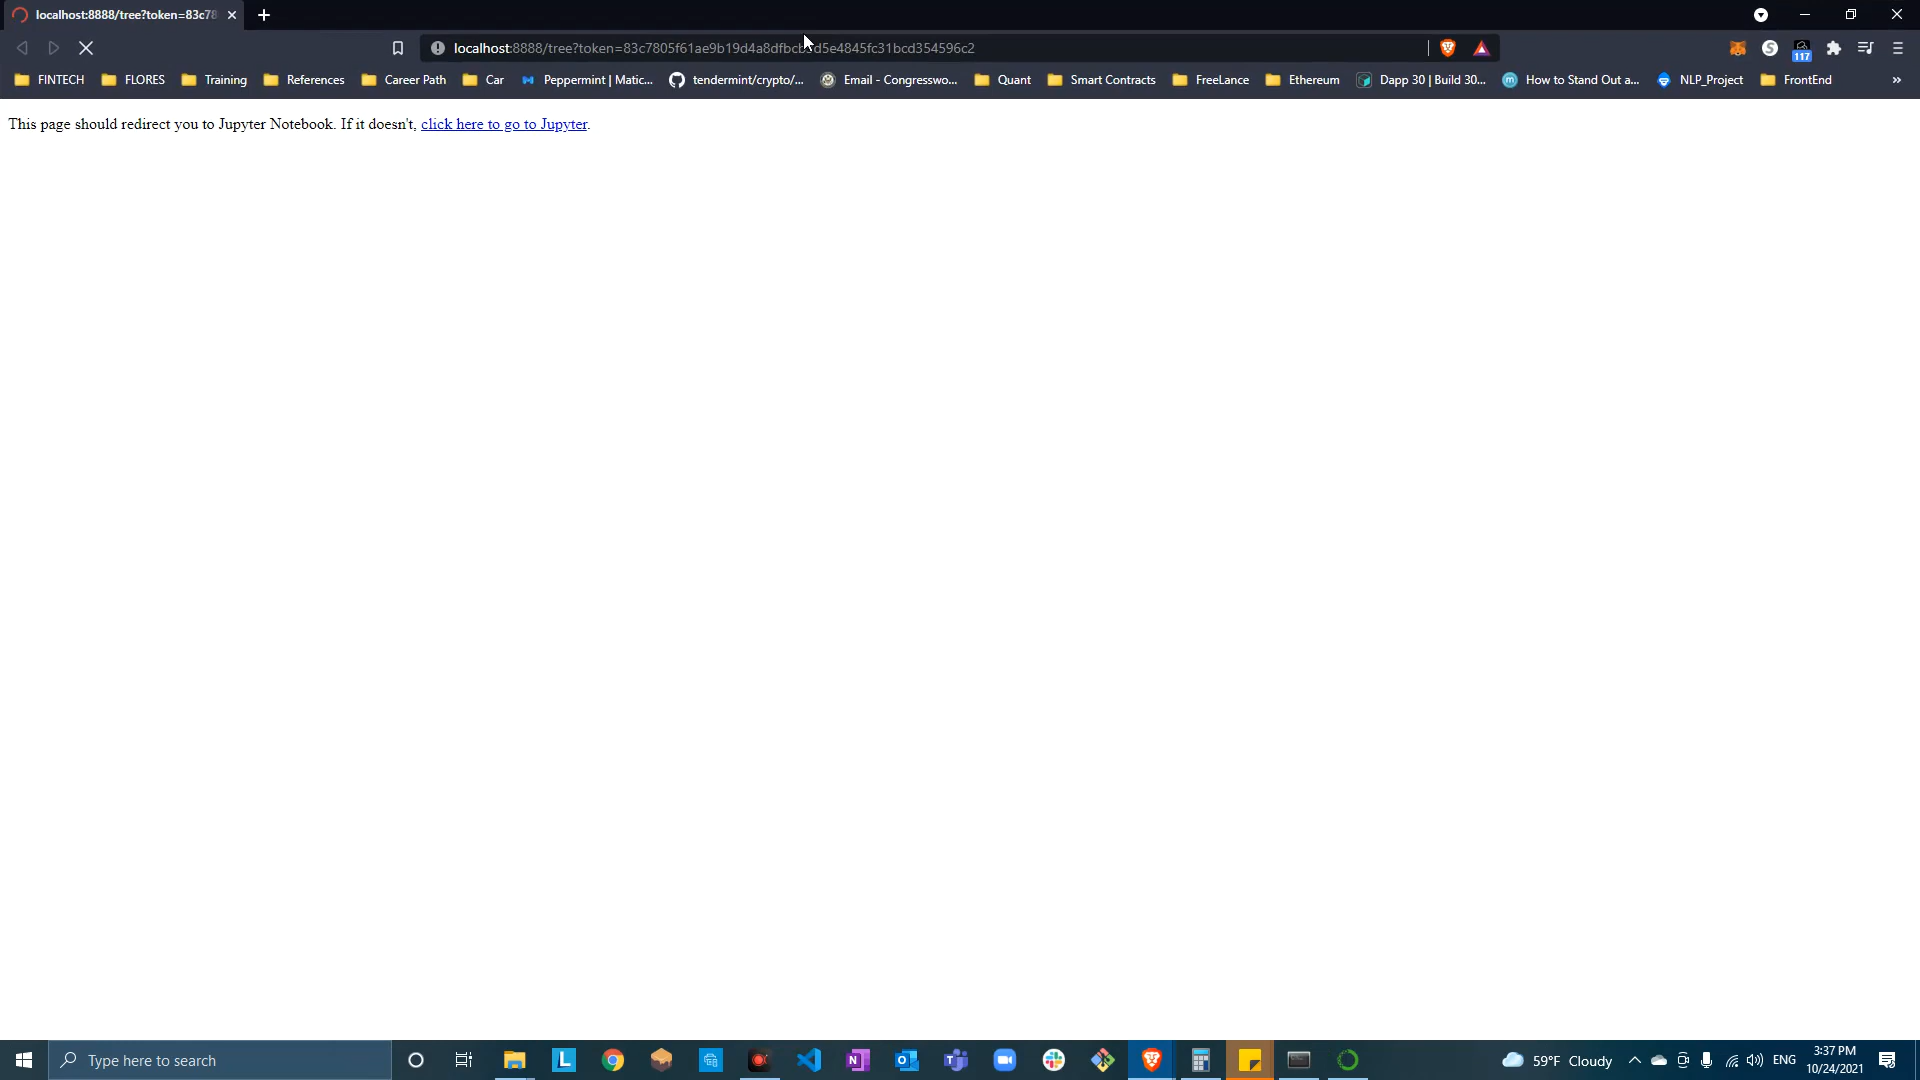 localhost:8888/tree?token=83c78
localhost:8888/tree?token=83c7805f61ae9b19d4a8dfbcb d5e4845fc31bcd354596c2
117
FINTECH FLORES Training References Career Path Car Peppermint | Matic... tendermint/crypto/... Email - Congresswo... Quant Smart Contracts FreeLance Ethereum Dapp 30 | Build 30... How to Stand Out a... NLP_Project FrontEnd »
This page should redirect you to Jupyter Notebook. If it doesn't, click here to go to Jupyter.
Type here to search
59°F Cloudy
ENG
3:37 PM
10/24/2021